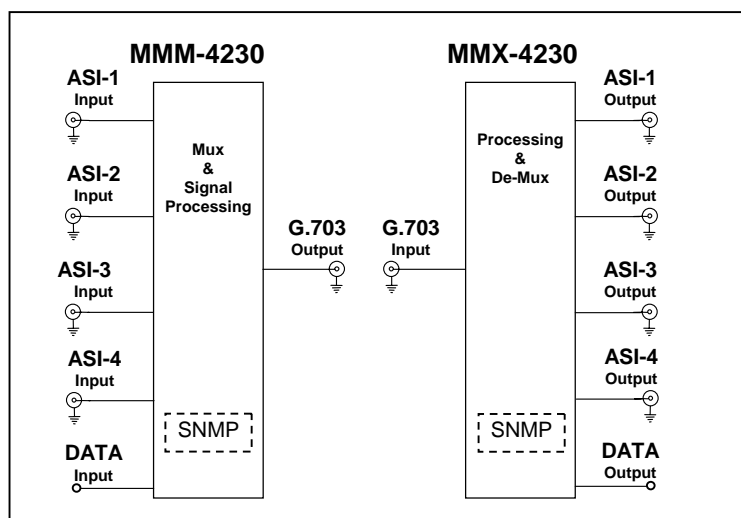 MMM-4230
ASI-1
Input
ASI-2
Input
ASI-3
Input
ASI-4
Input
DATA
Input
Mux
&
Signal
Processing
SNMP
G.703
Output
MMX-4230
G.703
Input
Processing
&
De-Mux
SNMP
ASI-1
Output
ASI-2
Output
ASI-3
Output
ASI-4
Output
DATA
Output